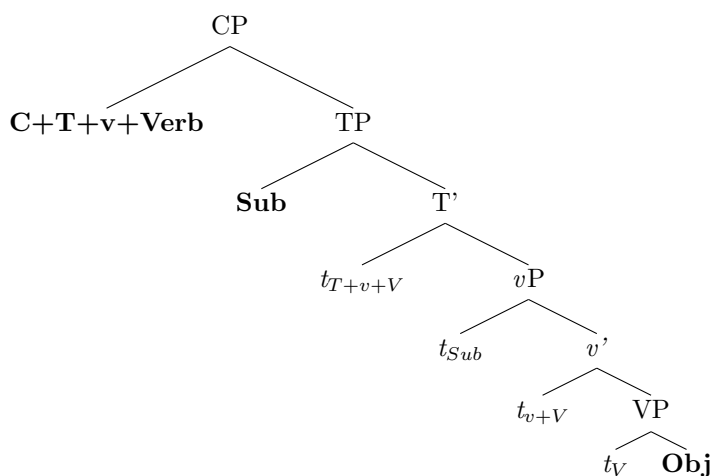 CP
C+T+v+Verb TP
Sub T’
t_{T+v+V} vP
t_{Sub} v’
t_{v+V} VP
t_V Obj